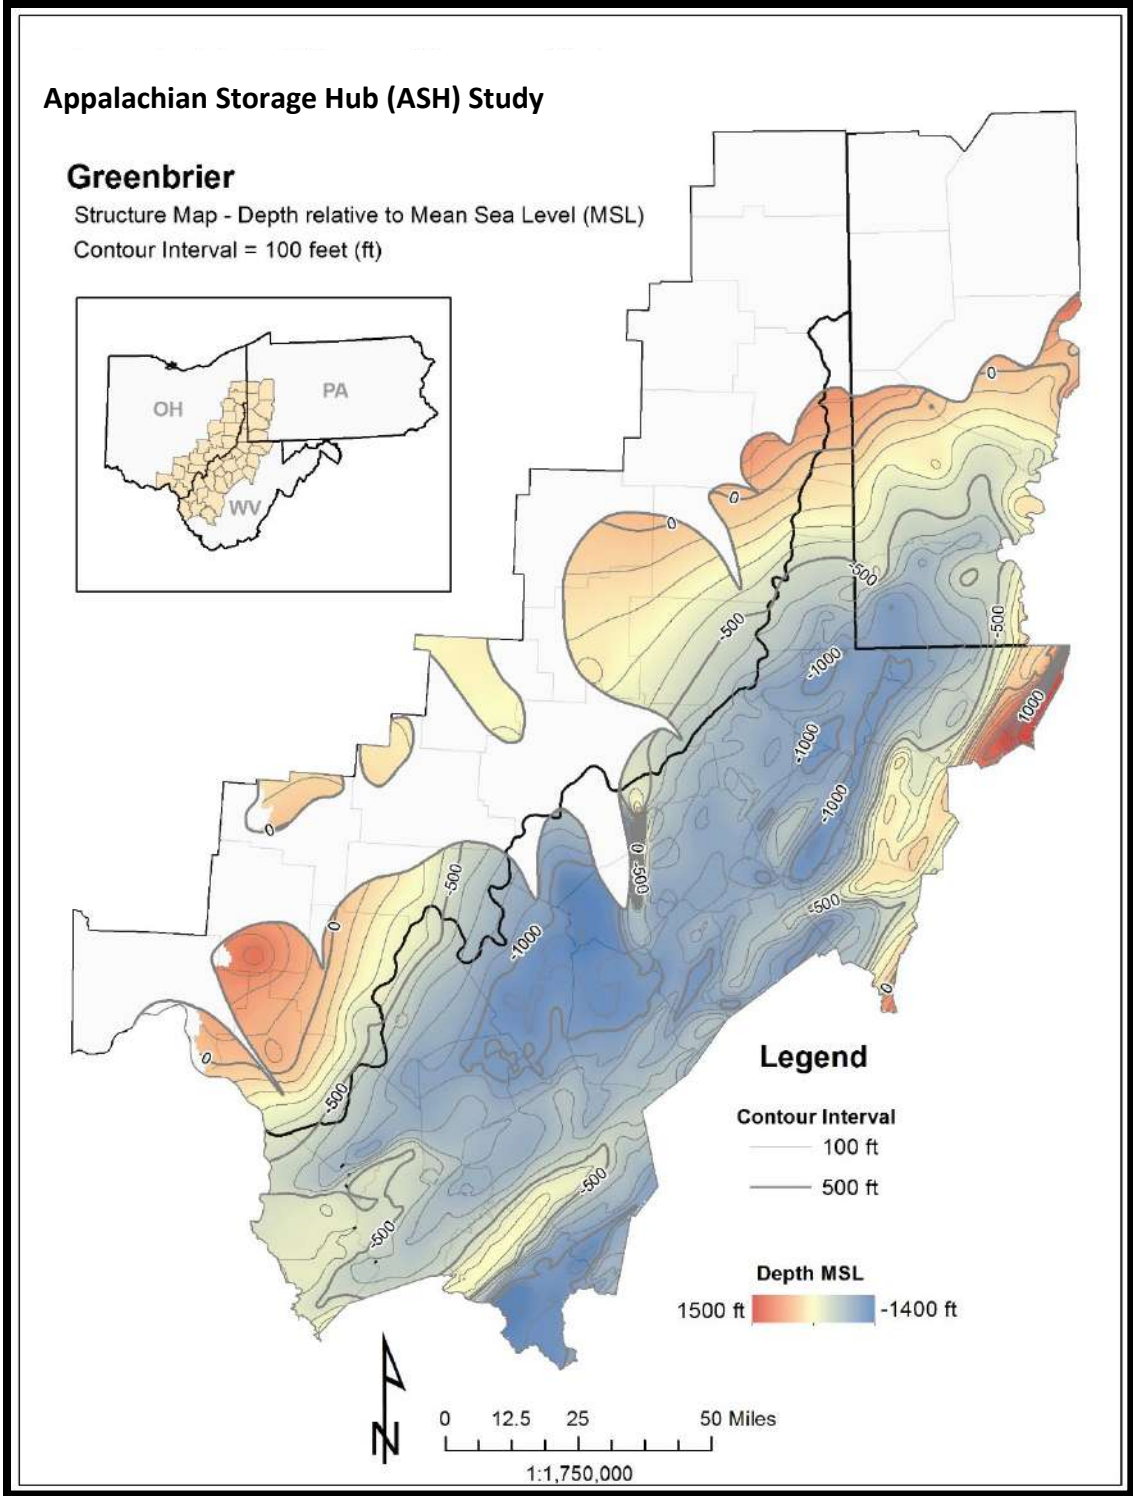 Appalachian Storage Hub (ASH) Study
Greenbrier
Structure Map - Depth relative to Mean Sea Level (MSL)
Contour Interval = 100 feet (ft)
OH
PA
WV
0
0
0
-500
-500
-500
-1000
1000
-1000
-1000
0
0 -500
-500
-500
0
-1000
0
0
-500
-500
-500
Legend
Contour Interval
100 ft
500 ft
Depth MSL
1500 ft
-1400 ft
N
0 12.5 25 50 Miles
1:1,750,000